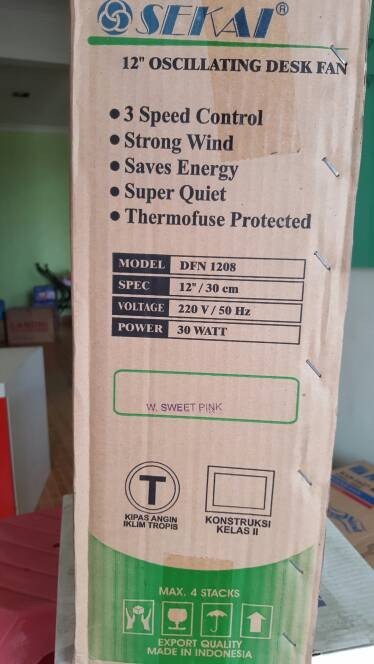 SEKAI®
12" OSCILLATING DESK FAN
• 3 Speed Control
• Strong Wind
• Saves Energy
• Super Quiet
• Thermofuse Protected
MODEL DFN 1208
SPEC 12" / 30 cm
VOLTAGE 220 V / 50 Hz
POWER 30 WATT
W. SWEET PINK
T
KIPAS ANGIN
IKLIM TROPIS
KONSTRUKSI
KELAS II
MAX. 4 STACKS
EXPORT QUALITY
MADE IN INDONESIA